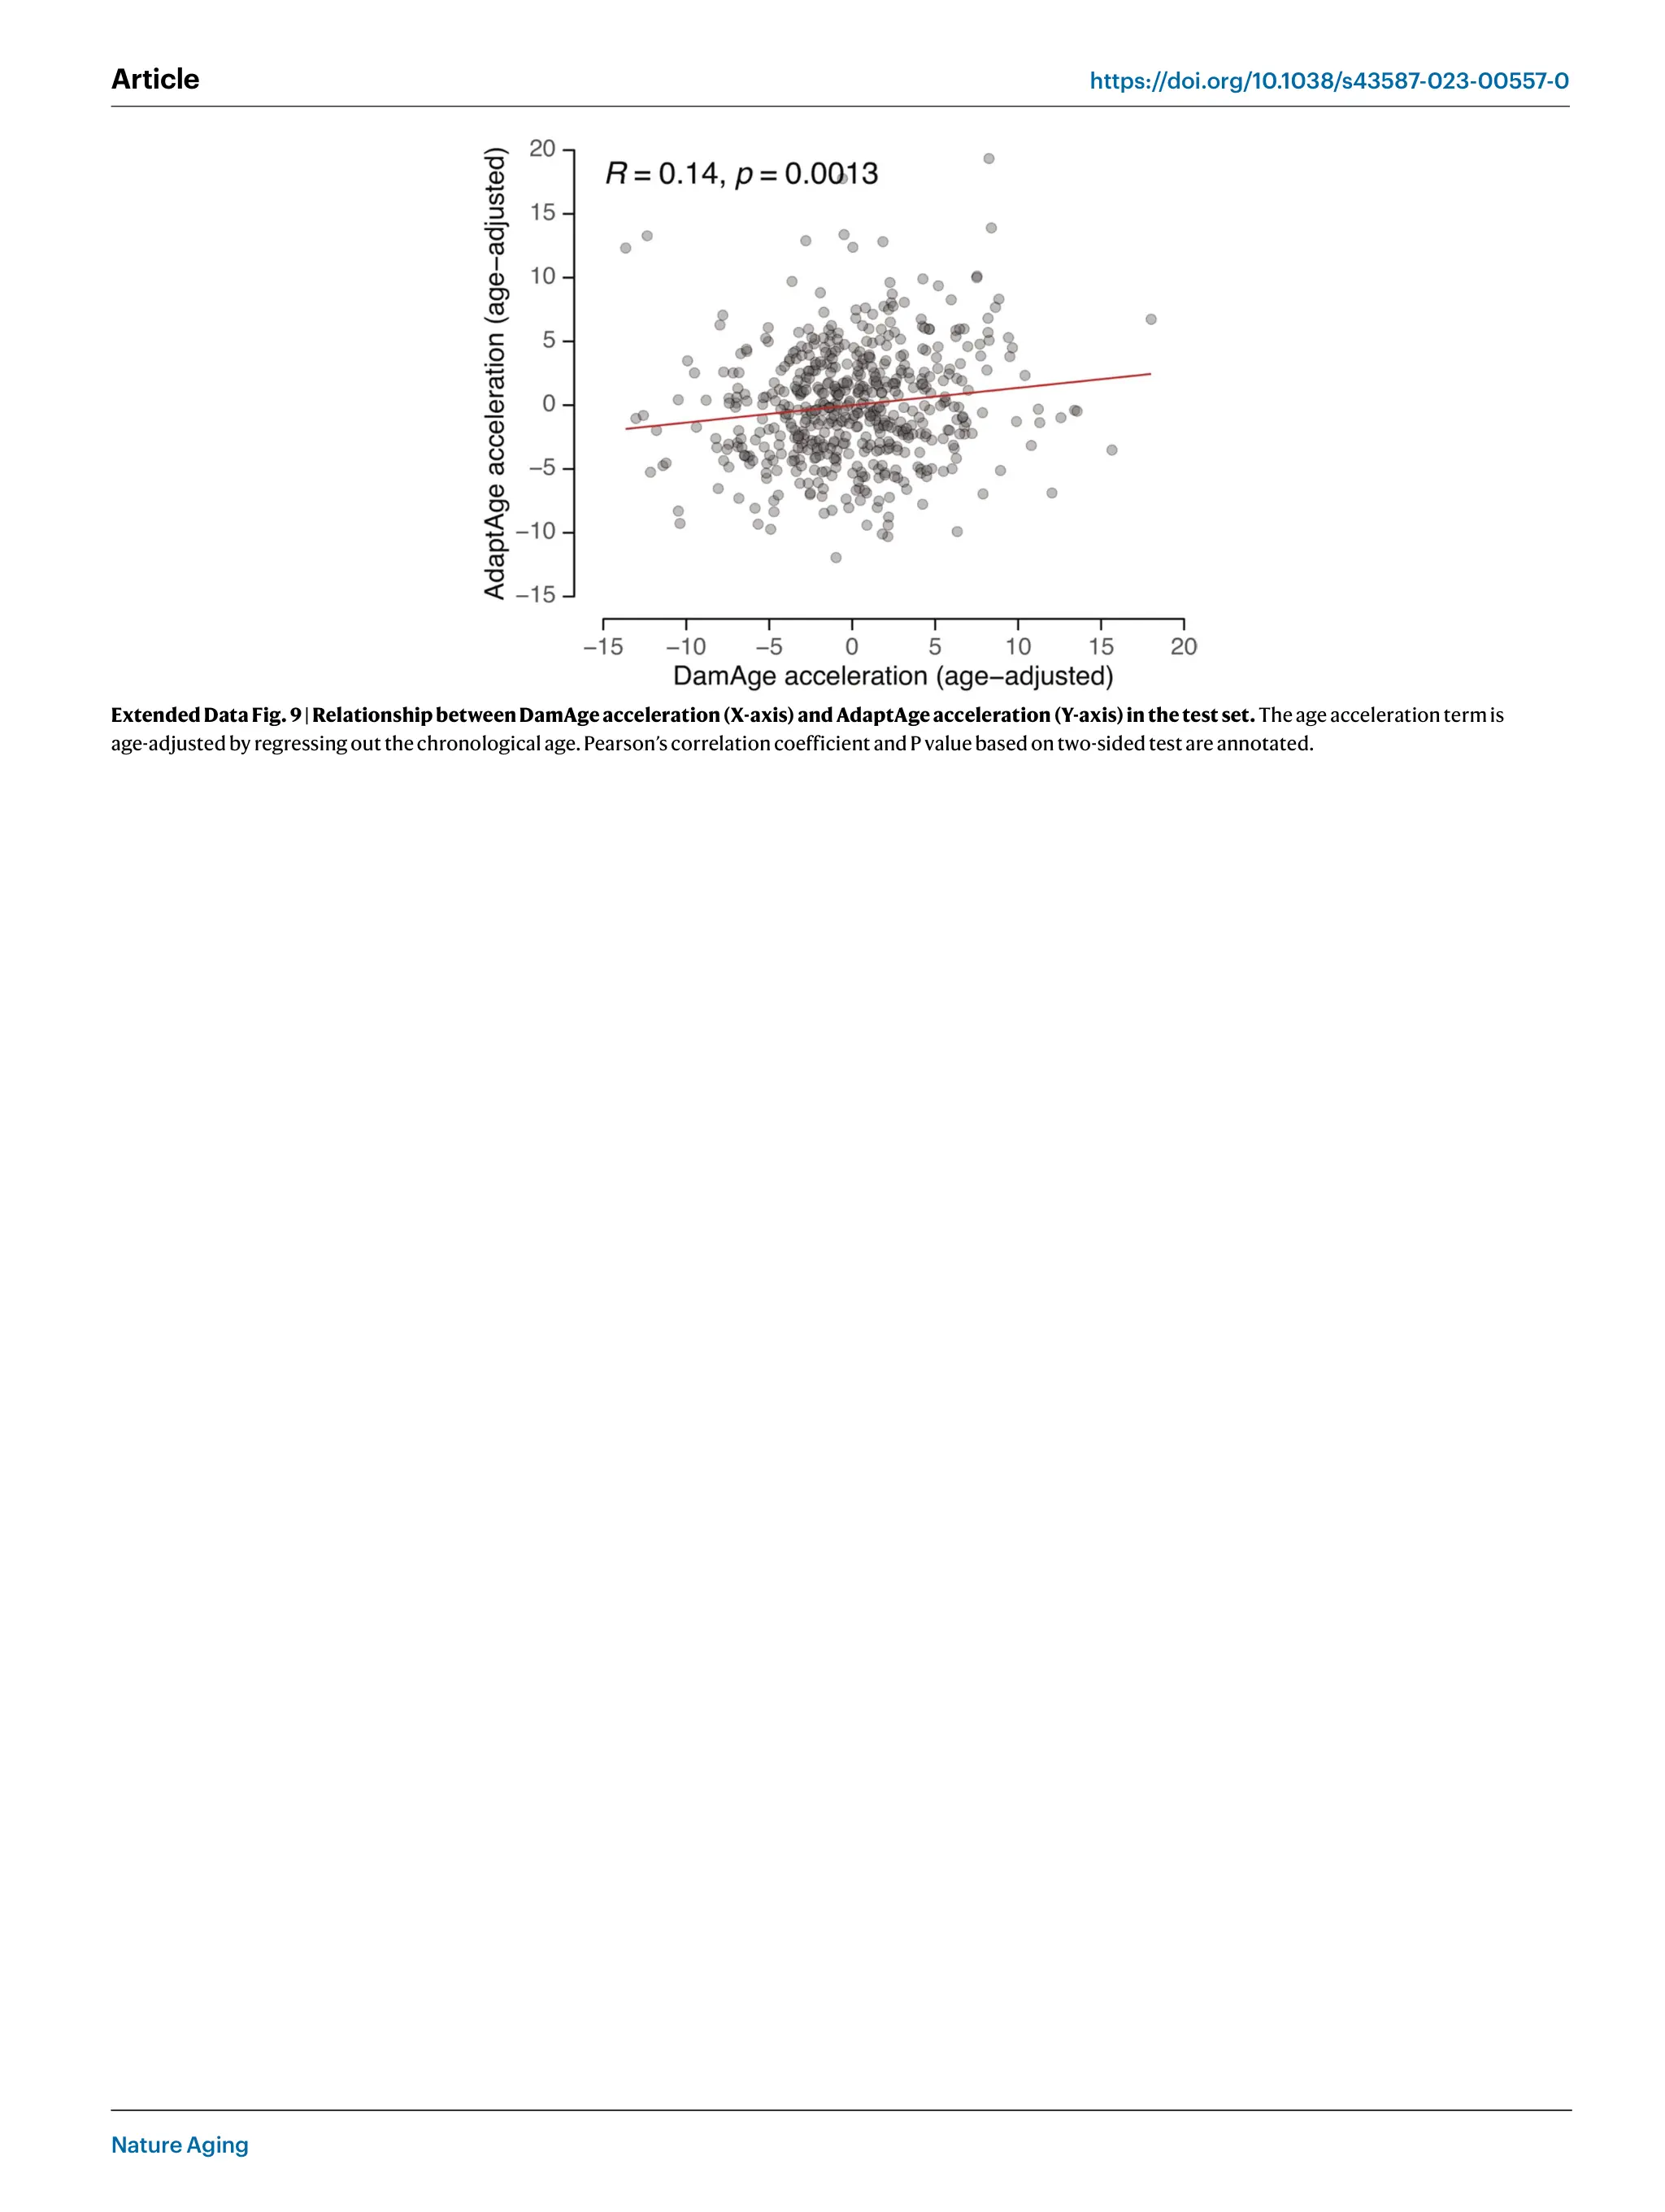 Article
https://doi.org/10.1038/s43587-023-00557-0
R = 0.14, p = 0.0013
AdaptAge acceleration (age−adjusted)
20
15
10
5
0
−5
−10
−15
−15 −10 −5 0 5 10 15 20
DamAge acceleration (age−adjusted)
Extended Data Fig. 9 | Relationship between DamAge acceleration (X-axis) and AdaptAge acceleration (Y-axis) in the test set. The age acceleration term is
age-adjusted by regressing out the chronological age. Pearson’s correlation coefficient and P value based on two-sided test are annotated.
Nature Aging